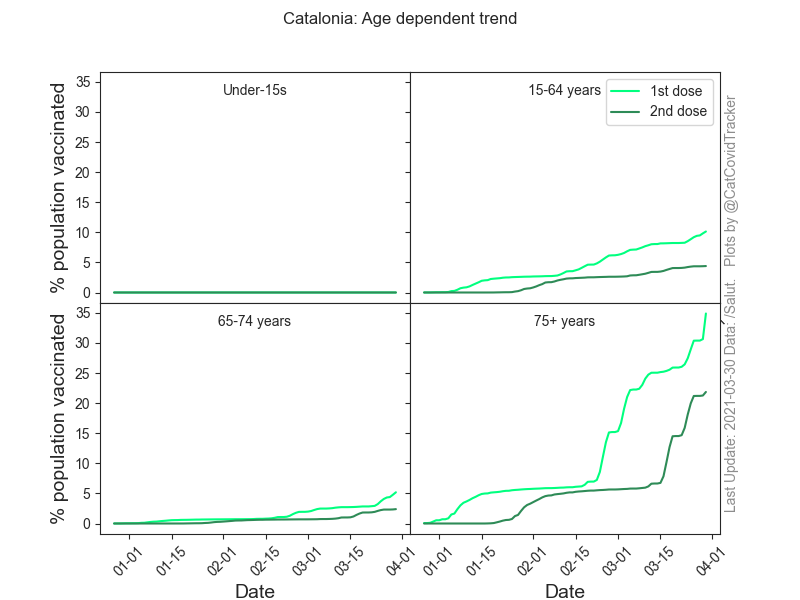 Catalonia: Age dependent trend
Under-15s
15-64 years
1st dose
2nd dose
% population vaccinated
35
30
25
20
15
10
5
0
65-74 years
75+ years
% population vaccinated
35
30
25
20
15
10
5
0
01-01
01-15
02-01
02-15
03-01
03-15
04-01
01-01
01-15
02-01
02-15
03-01
03-15
04-01
Date
Date
Last Update: 2021-03-30 Data: /Salut. Plots by @CatCovidTracker